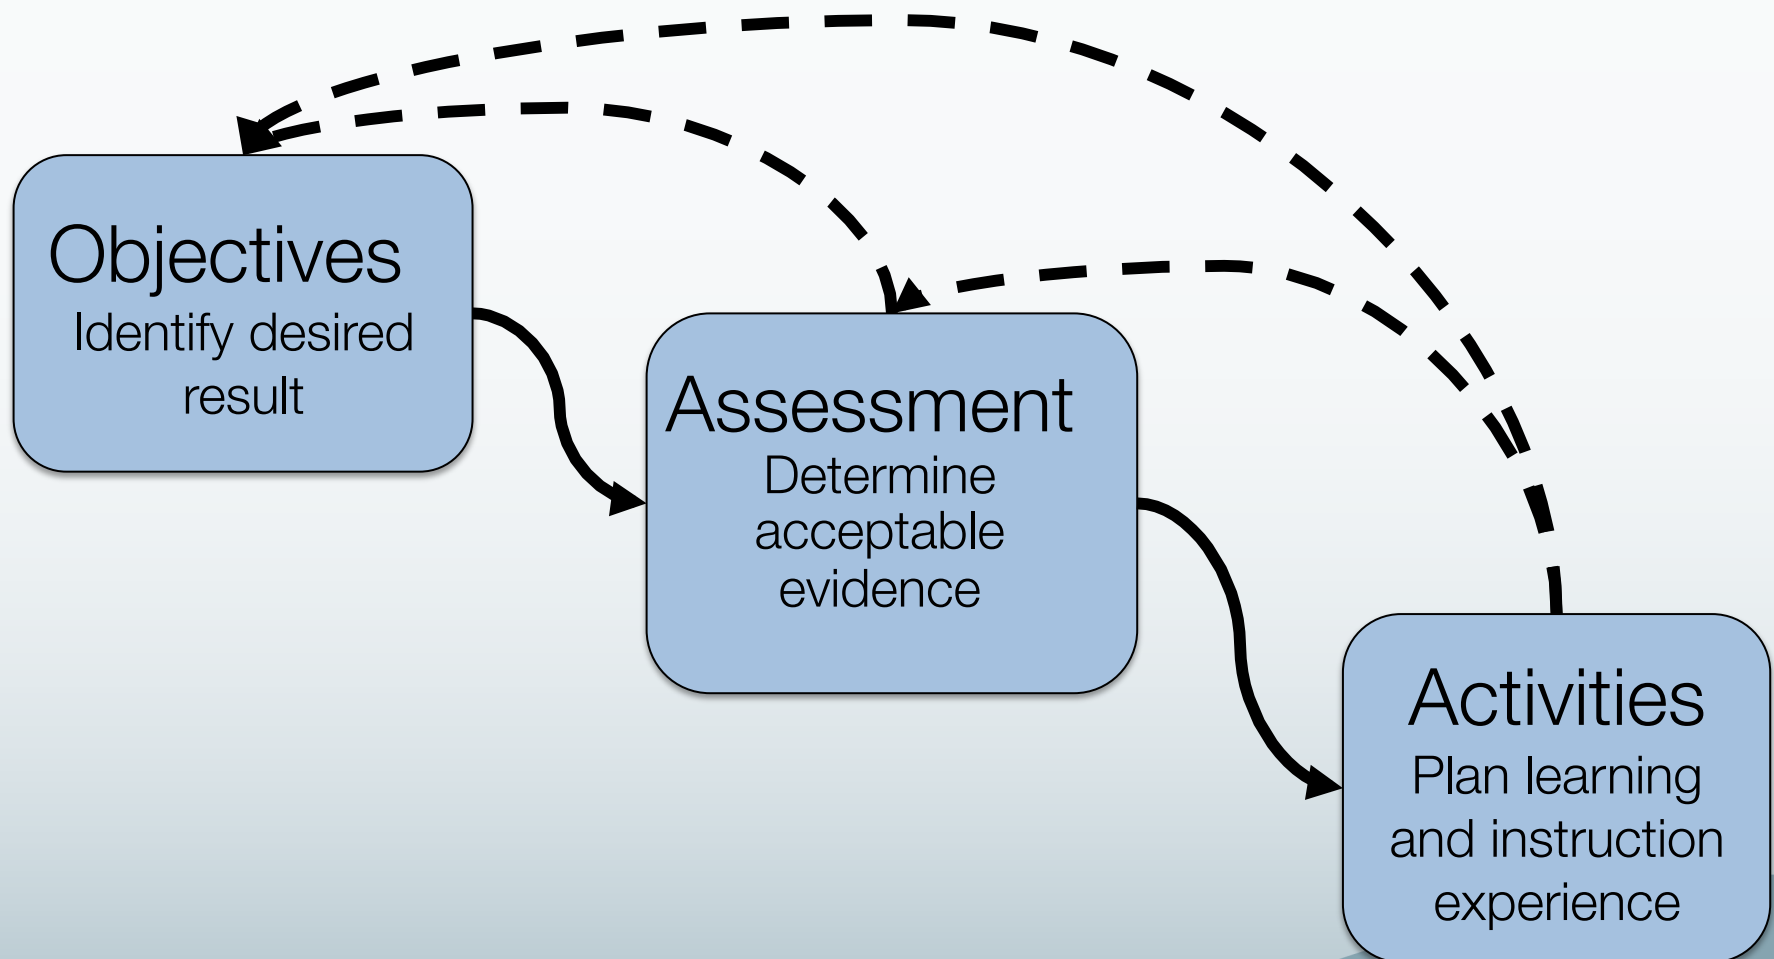 Objectives
Identify desired
result
Assessment
Determine
acceptable
evidence
Activities
Plan learning
and instruction
experience